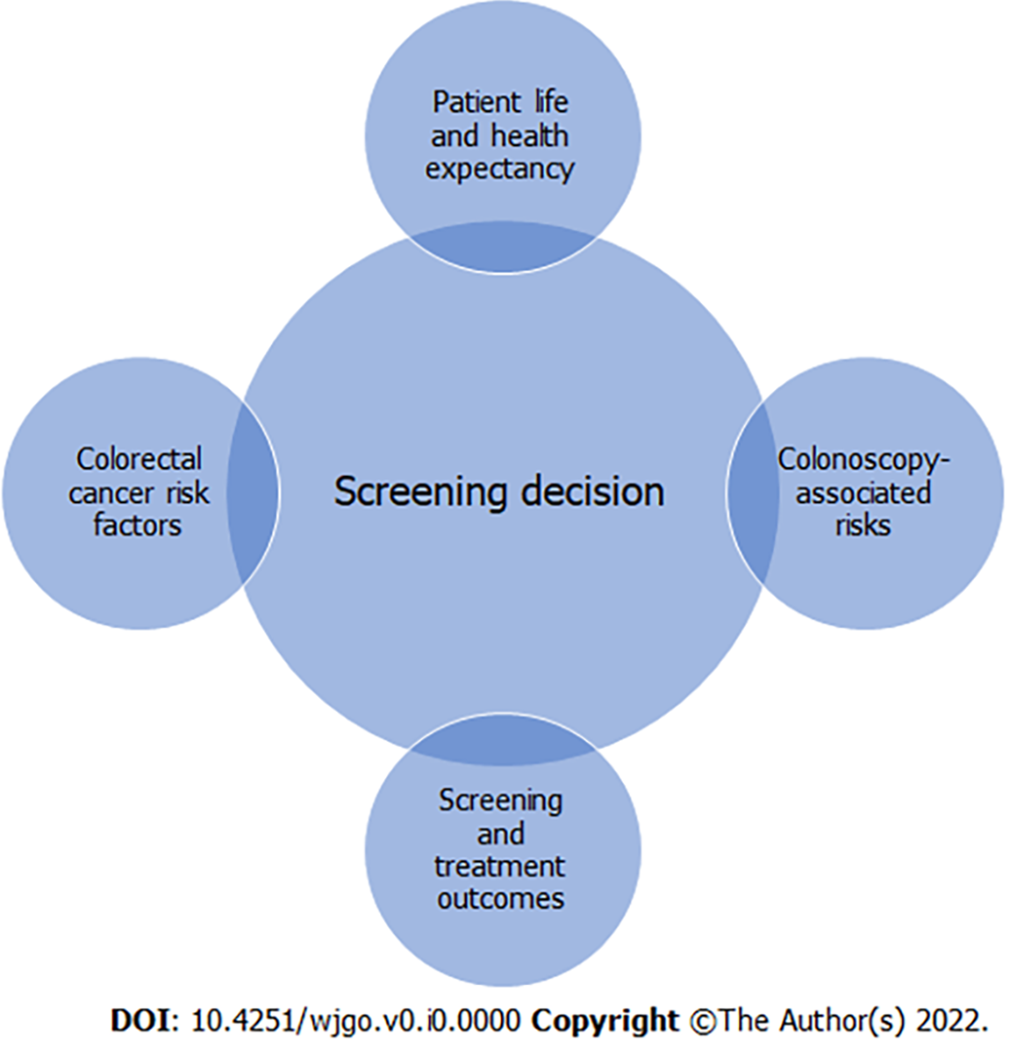 Patient life
and health
expectancy
Colorectal
cancer risk
factors
Screening decision
Colonoscopy-
associated
risks
Screening
and
treatment
outcomes
DOI: 10.4251/wjgo.v0.i0.0000 Copyright ©The Author(s) 2022.